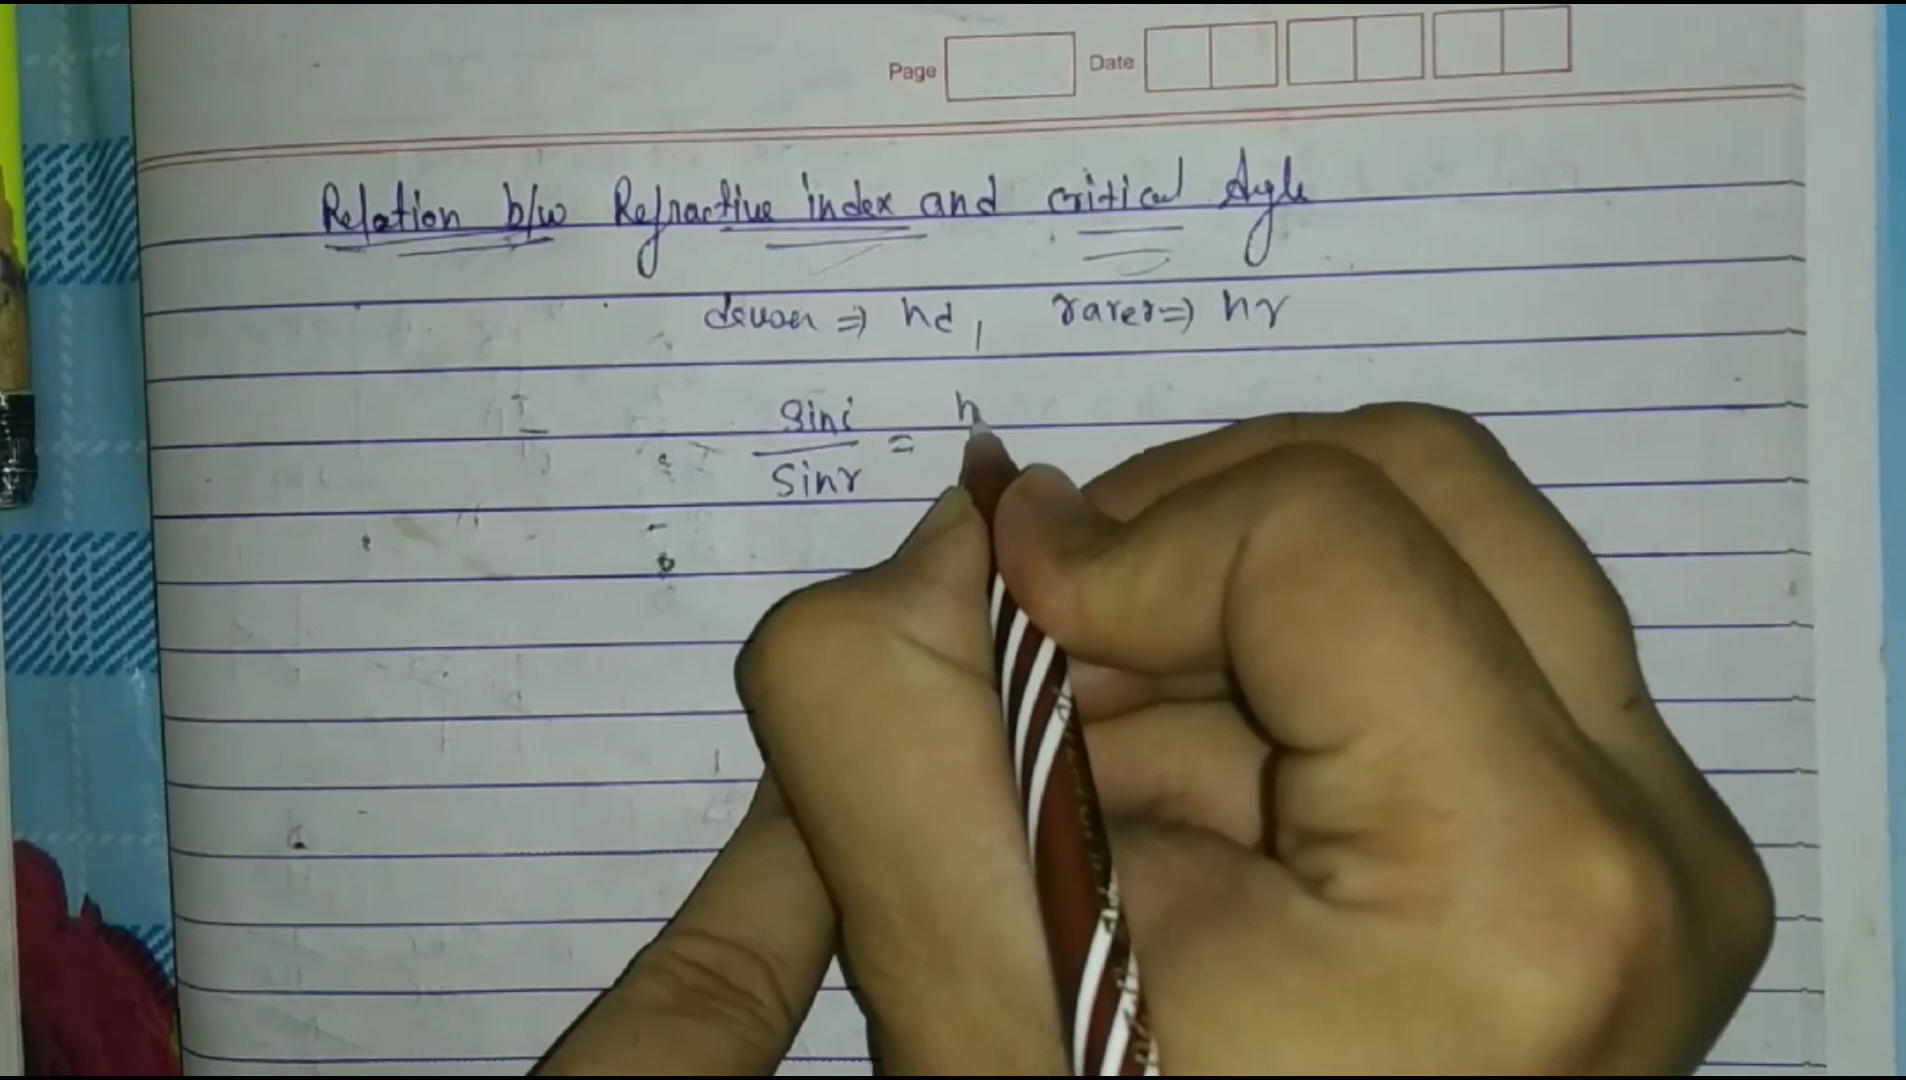 Page Date
Relation b/w Refractive index and critical Angle
denser => nd, rarer => nr
sini
= n
sinr